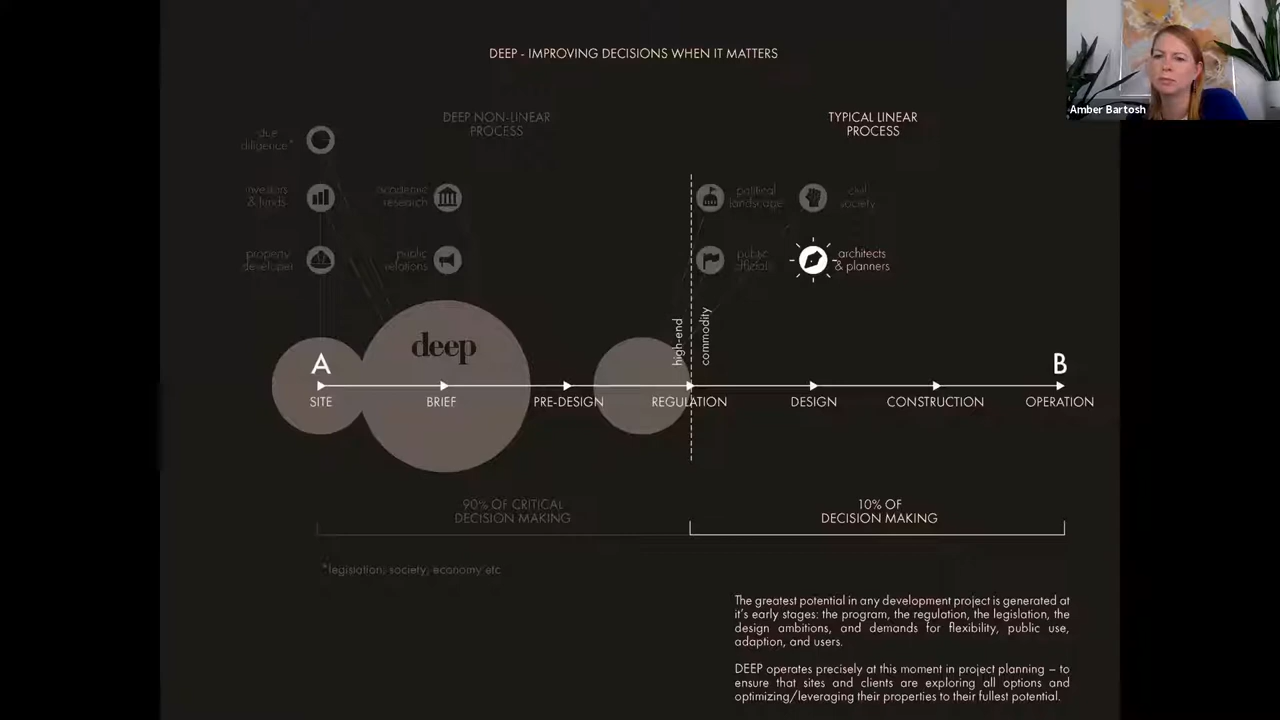 DEEP - IMPROVING DECISIONS WHEN IT MATTERS
Amber Bartosh
DEEP NON-LINEAR
PROCESS
TYPICAL LINEAR
PROCESS
due
diligence*
investors
& funds
academic
research
political
landscape
civil
society
property
developer
public
relations
public
official
architects
& planners
high-end
commodity
deep
A
B
SITE
BRIEF
PRE-DESIGN
REGULATION
DESIGN
CONSTRUCTION
OPERATION
90% OF CRITICAL
DECISION MAKING
10% OF
DECISION MAKING
*legislation, society, economy etc
The greatest potential in any development project is generated at
it's early stages: the program, the regulation, the legislation, the
design ambitions, and demands for flexibility, public use,
adaption, and users.
DEEP operates precisely at this moment in project planning – to
ensure that sites and clients are exploring all options and
optimizing/leveraging their properties to their fullest potential.